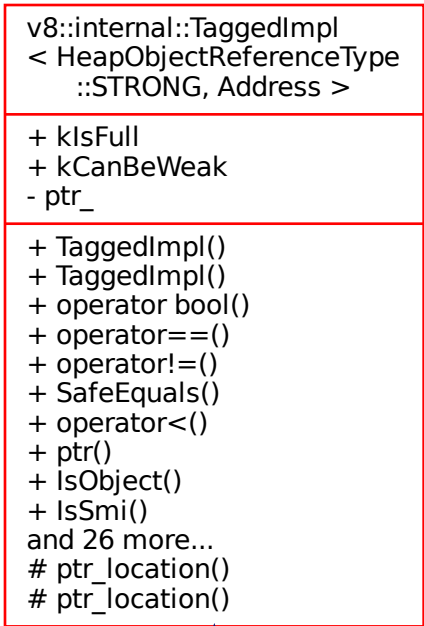 v8::internal::TaggedImpl
< HeapObjectReferenceType
::STRONG, Address >
+ kIsFull
+ kCanBeWeak
- ptr_
+ TaggedImpl()
+ TaggedImpl()
+ operator bool()
+ operator==()
+ operator!=()
+ SafeEquals()
+ operator<()
+ ptr()
+ IsObject()
+ IsSmi()
and 26 more...
# ptr_location()
# ptr_location()